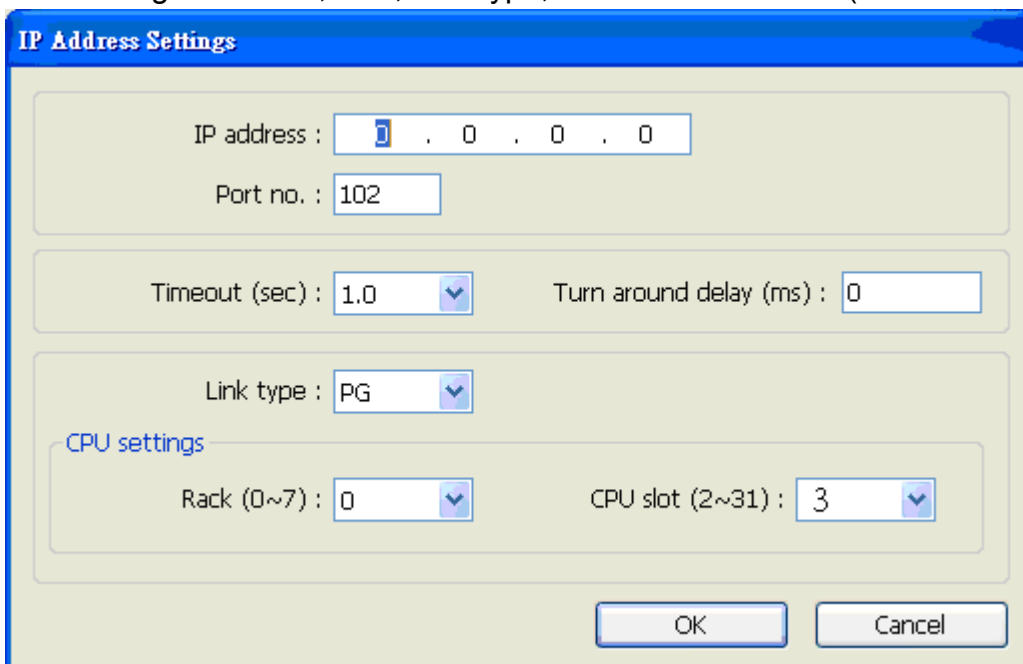 IP Address Settings
IP address : 0 . 0 . 0 . 0
Port no. : 102
Timeout (sec) : 1.0 Turn around delay (ms) : 0
Link type : PG
CPU settings
Rack (0~7) : 0 CPU slot (2~31) : 3
OK Cancel